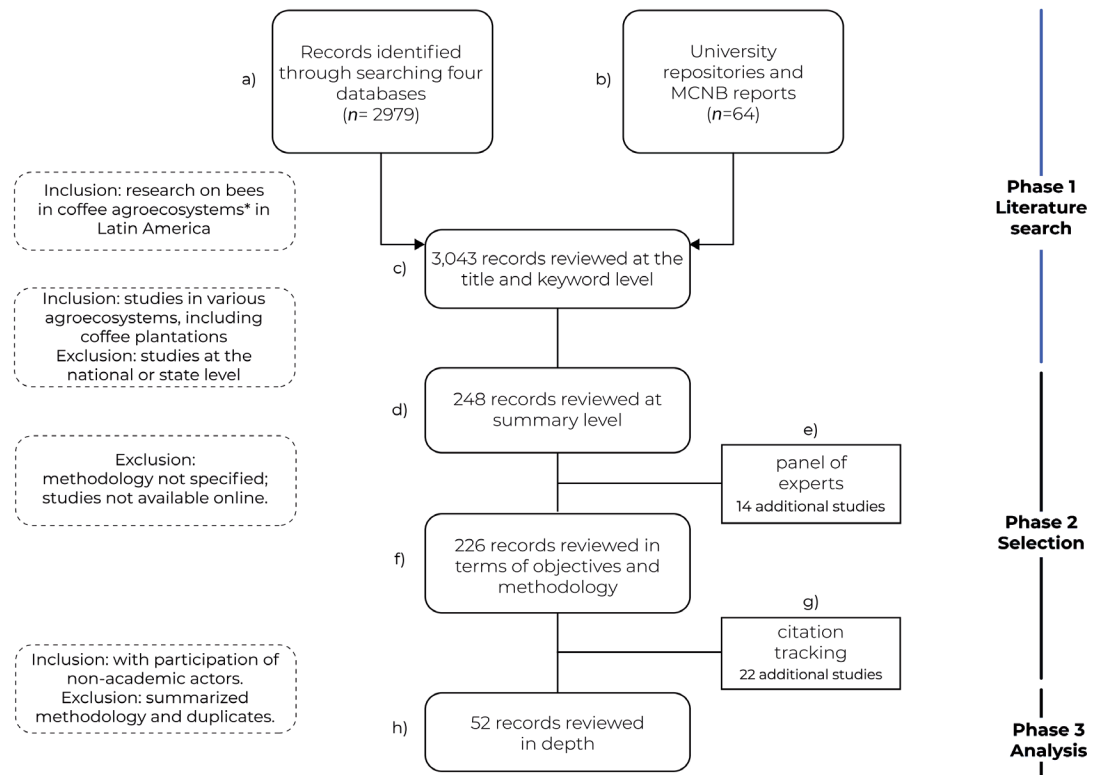 a)
Records identified
through searching four
databases
(n= 2979)
b)
University
repositories and
MCNB reports
(n=64)
Inclusion: research on bees
in coffee agroecosystems* in
Latin America
Phase 1
Literature
search
c)
3,043 records reviewed at the
title and keyword level
Inclusion: studies in various
agroecosystems, including
coffee plantations
Exclusion: studies at the
national or state level
d)
248 records reviewed at
summary level
e)
panel of
experts
14 additional studies
Exclusion:
methodology not specified;
studies not available online.
Phase 2
Selection
f)
226 records reviewed in
terms of objectives and
methodology
g)
citation
tracking
22 additional studies
Inclusion: with participation of
non-academic actors.
Exclusion: summarized
methodology and duplicates.
h)
52 records reviewed
in depth
Phase 3
Analysis